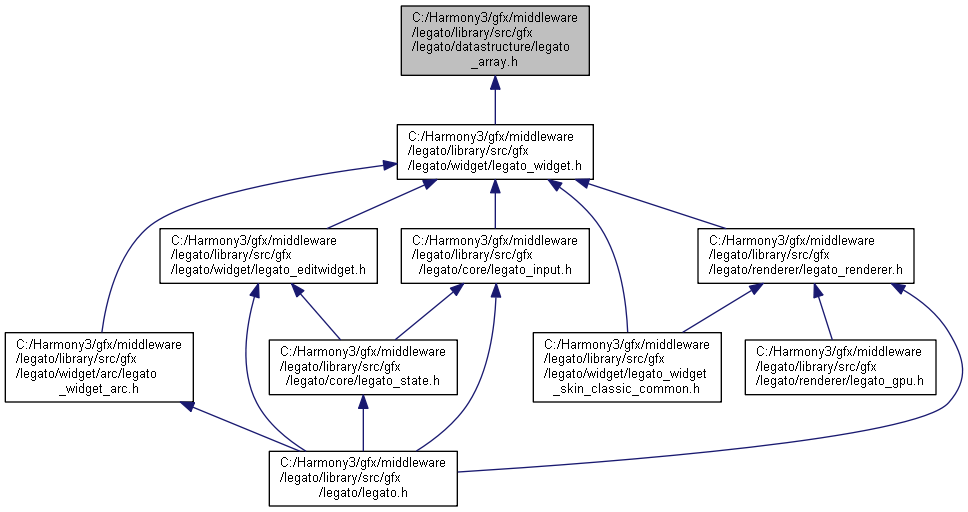 C:/Harmony3/gfx/middleware
/legato/library/src/gfx
/legato/datastructure/legato
_array.h
C:/Harmony3/gfx/middleware
/legato/library/src/gfx
/legato/widget/legato_widget.h
C:/Harmony3/gfx/middleware
/legato/library/src/gfx
/legato/widget/legato_editwidget.h
C:/Harmony3/gfx/middleware
/legato/library/src/gfx
/legato/core/legato_input.h
C:/Harmony3/gfx/middleware
/legato/library/src/gfx
/legato/renderer/legato_renderer.h
C:/Harmony3/gfx/middleware
/legato/library/src/gfx
/legato/widget/arc/legato
_widget_arc.h
C:/Harmony3/gfx/middleware
/legato/library/src/gfx
/legato/core/legato_state.h
C:/Harmony3/gfx/middleware
/legato/library/src/gfx
/legato/widget/legato_widget
_skin_classic_common.h
C:/Harmony3/gfx/middleware
/legato/library/src/gfx
/legato/renderer/legato_gpu.h
C:/Harmony3/gfx/middleware
/legato/library/src/gfx
/legato/legato.h